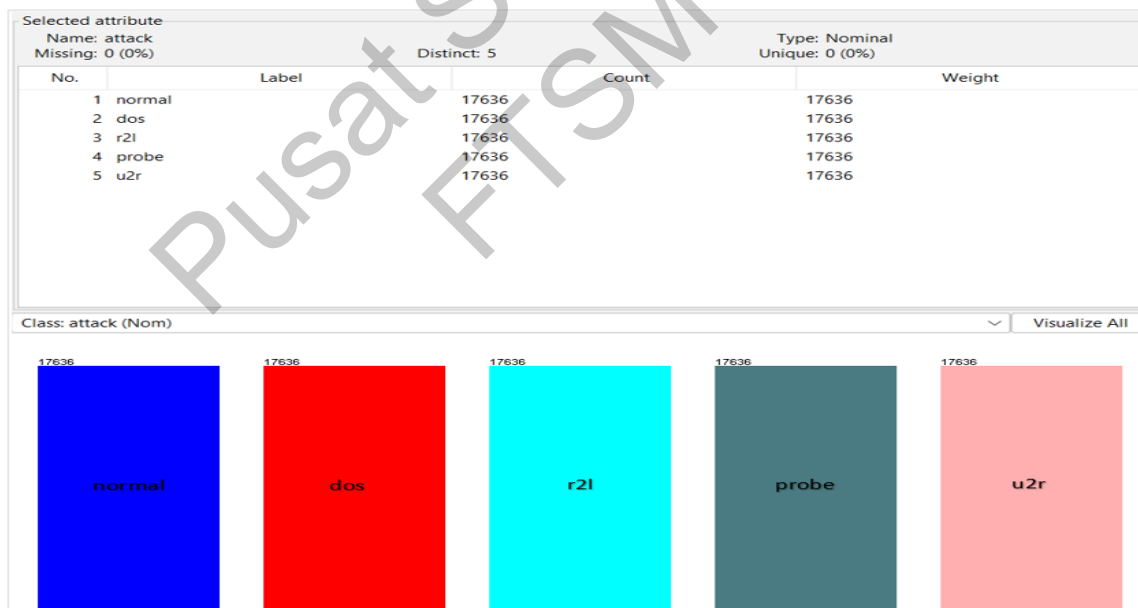 Selected attribute
Name: attack Type: Nominal
Missing: 0 (0%) Distinct: 5 Unique: 0 (0%)
No. Label Count Weight
1 normal 17636 17636
2 dos 17636 17636
3 r2l 17636 17636
4 probe 17636 17636
5 u2r 17636 17636
Class: attack (Nom) Visualize All
17636 17636 17636 17636 17636
normal dos r2l probe u2r
Pusat S
FTSM